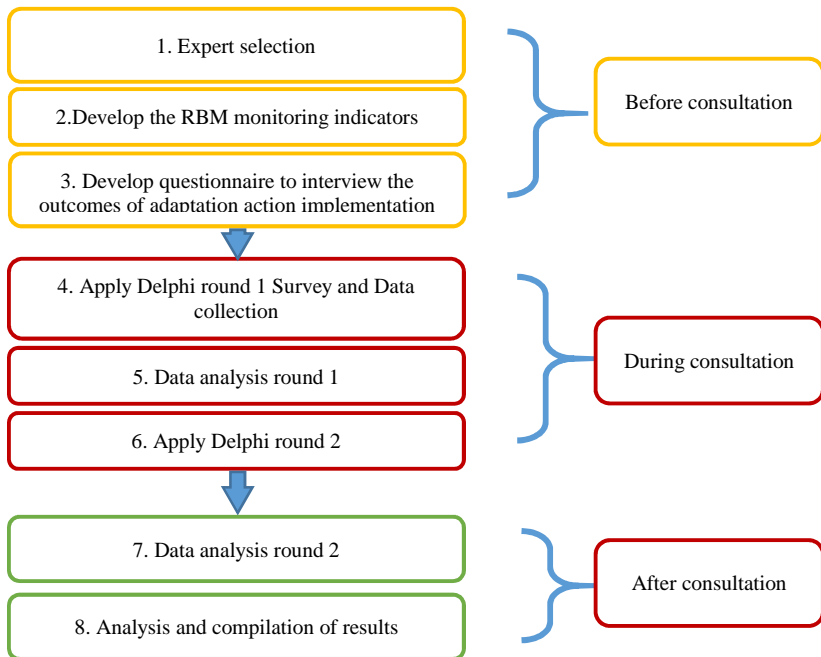 1. Expert selection
2.Develop the RBM monitoring indicators
3. Develop questionnaire to interview the
outcomes of adaptation action implementation
Before consultation
4. Apply Delphi round 1 Survey and Data
collection
5. Data analysis round 1
6. Apply Delphi round 2
During consultation
7. Data analysis round 2
8. Analysis and compilation of results
After consultation